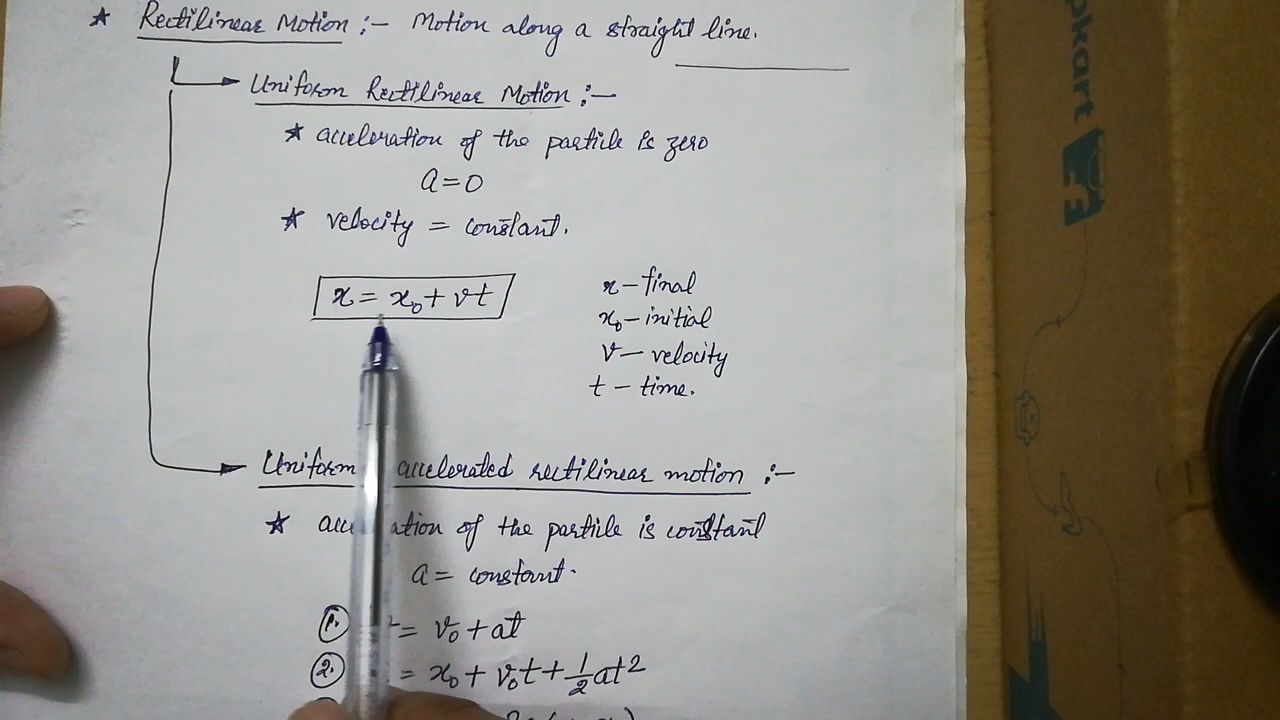 * Rectilinear Motion :- Motion along a straight line.
Uniform Rectilinear Motion :-
* acceleration of the particle is zero
a=0
* velocity = constant.
x = x₀ + vt
x - final
x₀ - initial
v - velocity
t - time.
Uniform accelerated rectilinear motion :-
* of the particle is constant
a = constant.
1. = v₀ + at
2. = x₀ + v₀t + 1/2 at²
pkart